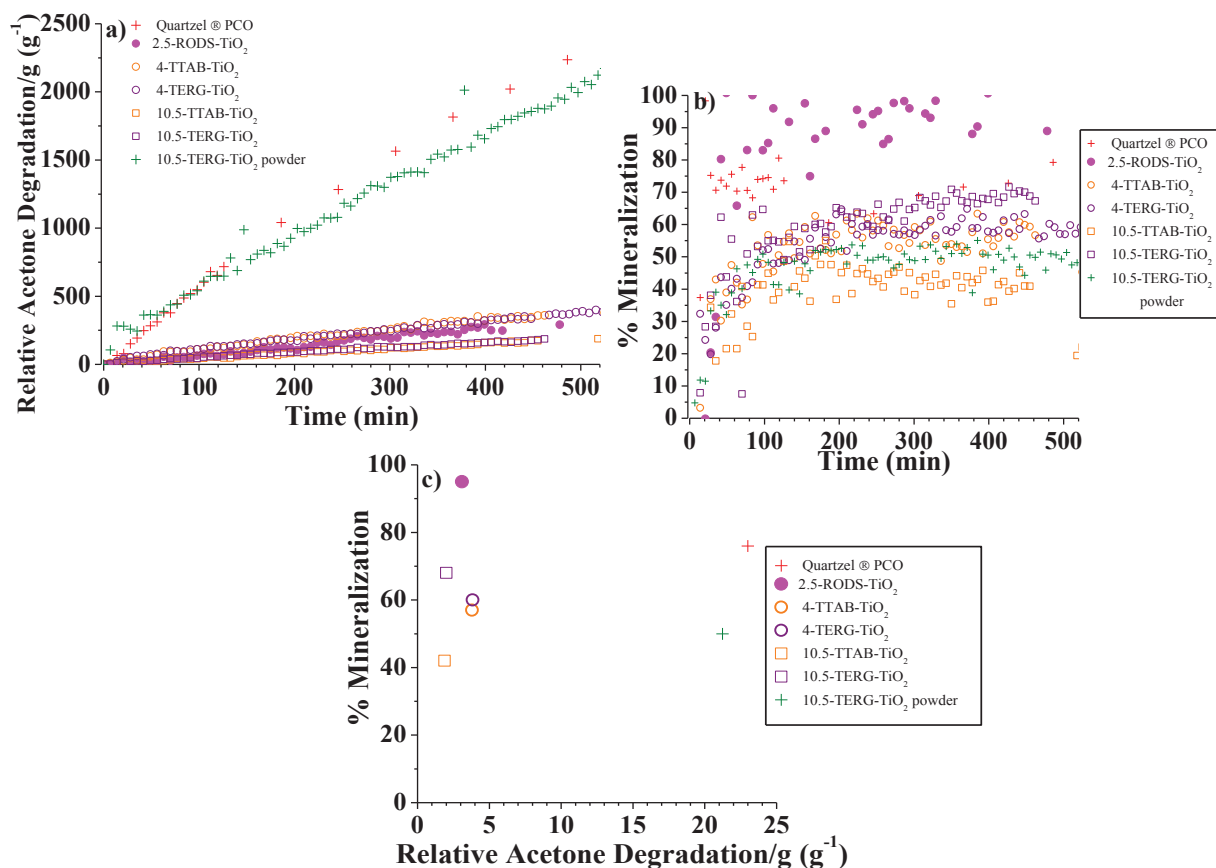 a)
Relative Acetone Degradation/g (g⁻¹)
2500
2000
1500
1000
500
0
0 100 200 300 400 500
Time (min)
Quartzel ® PCO
2.5-RODS-TiO₂
4-TTAB-TiO₂
4-TERG-TiO₂
10.5-TTAB-TiO₂
10.5-TERG-TiO₂
10.5-TERG-TiO₂ powder
b)
% Mineralization
100
90
80
70
60
50
40
30
20
10
0
0 100 200 300 400 500
Time (min)
Quartzel ® PCO
2.5-RODS-TiO₂
4-TTAB-TiO₂
4-TERG-TiO₂
10.5-TTAB-TiO₂
10.5-TERG-TiO₂
10.5-TERG-TiO₂
powder
c)
% Mineralization
100
80
60
40
20
0
0 5 10 15 20 25
Relative Acetone Degradation/g (g⁻¹)
Quartzel ® PCO
2.5-RODS-TiO₂
4-TTAB-TiO₂
4-TERG-TiO₂
10.5-TTAB-TiO₂
10.5-TERG-TiO₂
10.5-TERG-TiO₂ powder